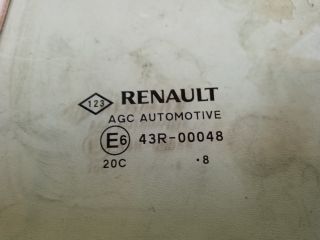 123 RENAULT
AGC AUTOMOTIVE
E6 43R-00048
20C .8